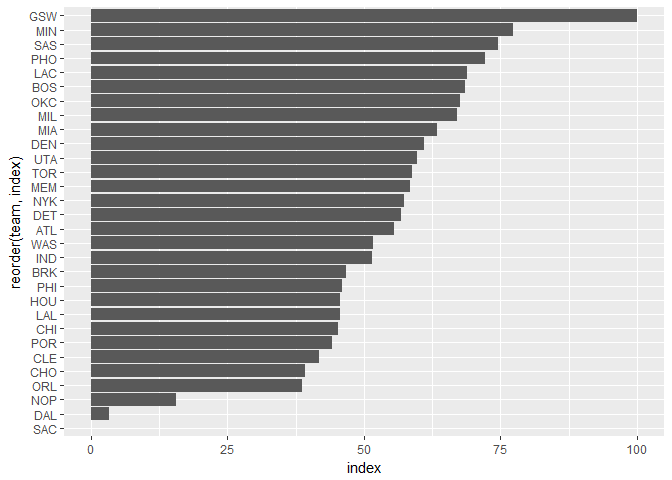 GSW
MIN
SAS
PHO
LAC
BOS
OKC
MIL
MIA
DEN
UTA
TOR
MEM
NYK
DET
ATL
WAS
IND
BRK
PHI
HOU
LAL
CHI
POR
CLE
CHO
ORL
NOP
DAL
SAC
reorder(team, index)
0 25 50 75 100
index